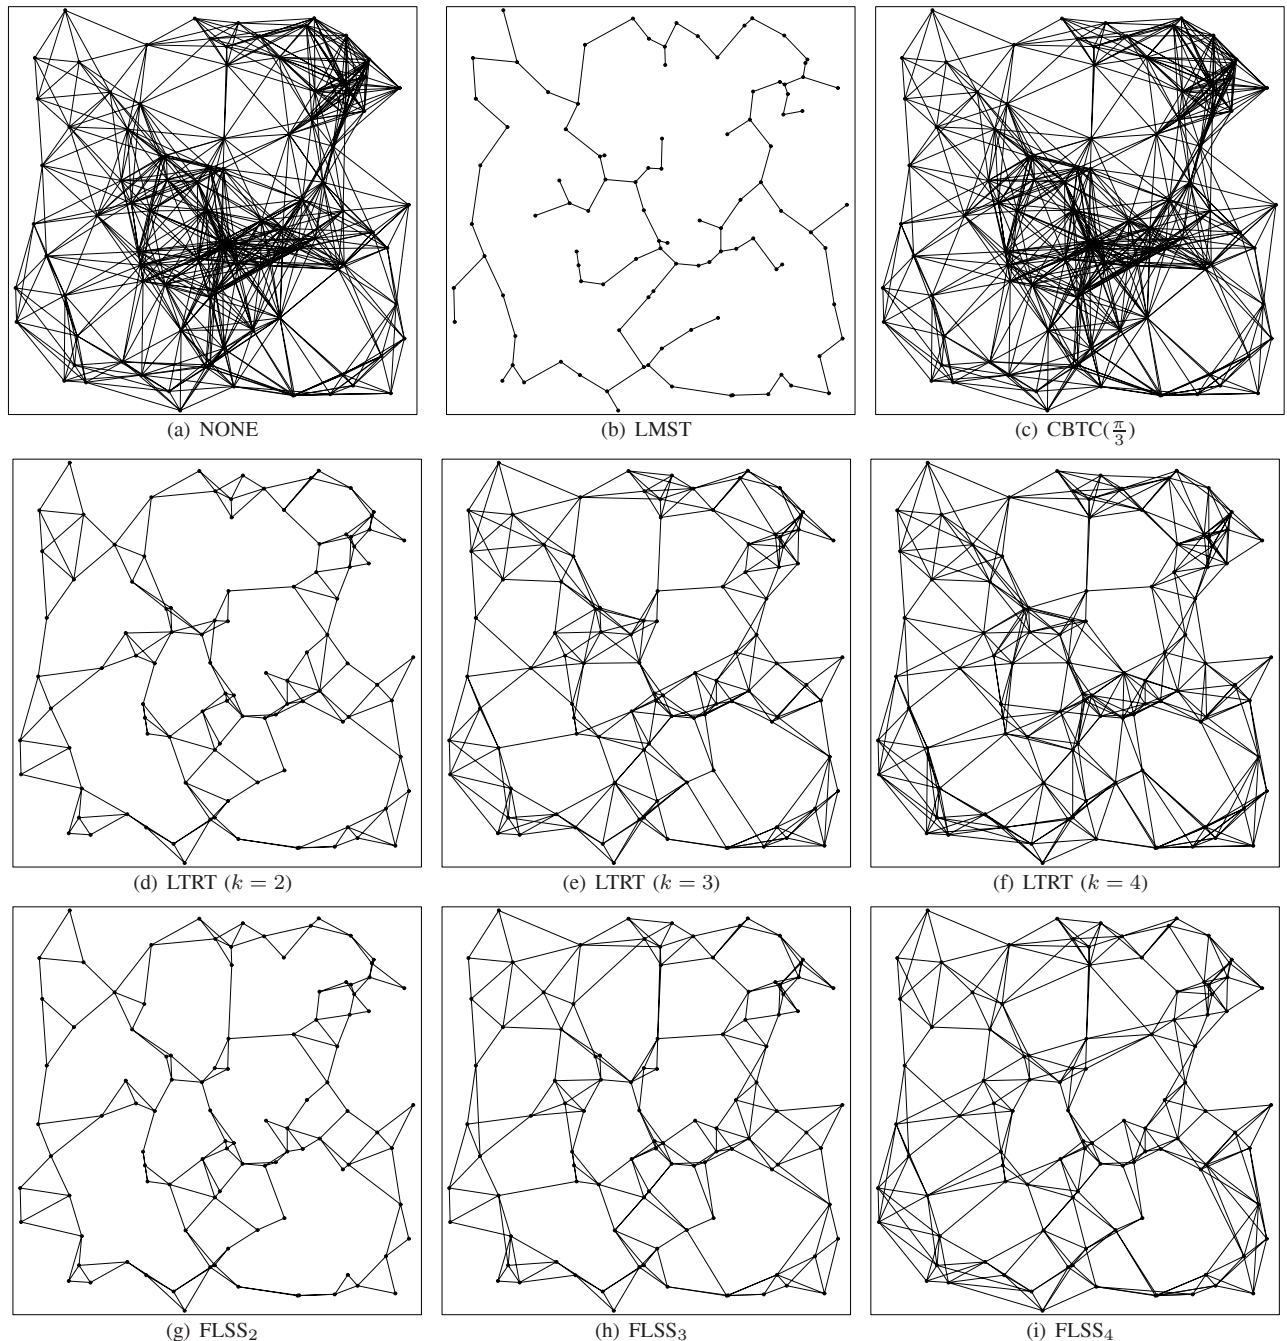 (a) NONE
(b) LMST
(c) CBTC(π/3)
(d) LTRT (k = 2)
(e) LTRT (k = 3)
(f) LTRT (k = 4)
(g) FLSS₂
(h) FLSS₃
(i) FLSS₄